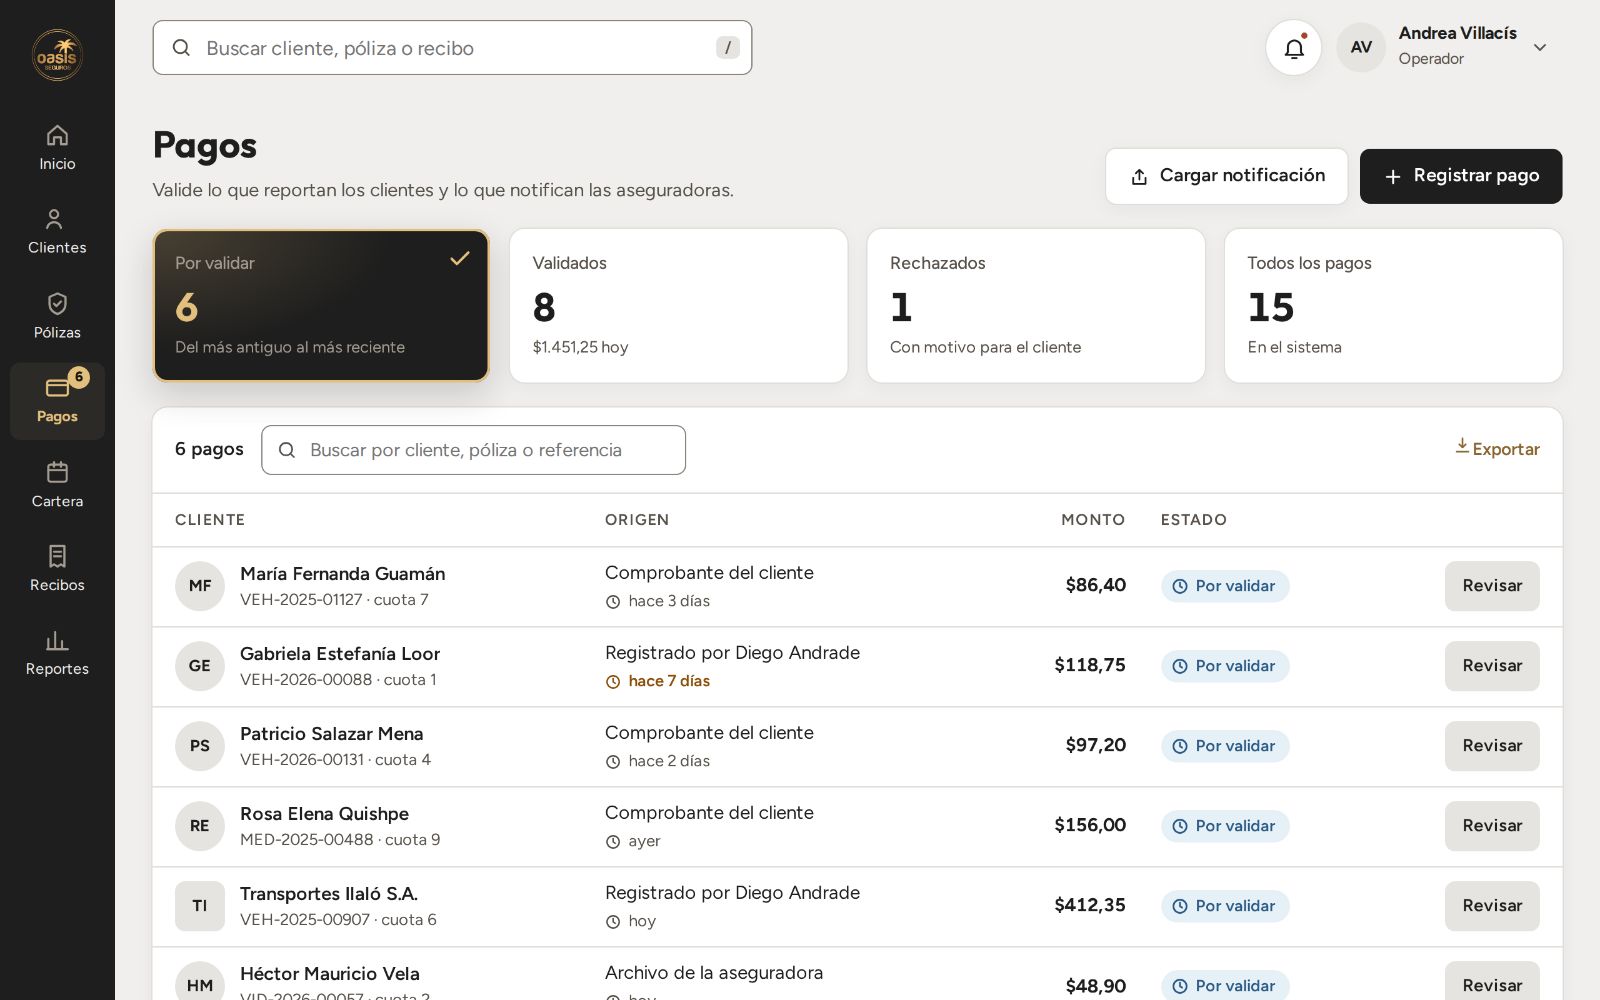 oasis
SEGUROS
Inicio
Clientes
Pólizas
6
Pagos
Cartera
Recibos
Reportes
Buscar cliente, póliza o recibo
/
AV
Andrea Villacís
Operador
Pagos
Valide lo que reportan los clientes y lo que notifican las aseguradoras.
Cargar notificación
Registrar pago
Por validar
6
Del más antiguo al más reciente
Validados
8
$1.451,25 hoy
Rechazados
1
Con motivo para el cliente
Todos los pagos
15
En el sistema
6 pagos
Buscar por cliente, póliza o referencia
Exportar
CLIENTE ORIGEN MONTO ESTADO
MF
María Fernanda Guamán
VEH-2025-01127 · cuota 7
Comprobante del cliente
hace 3 días
$86,40
Por validar
Revisar
GE
Gabriela Estefanía Loor
VEH-2026-00088 · cuota 1
Registrado por Diego Andrade
hace 7 días
$118,75
Por validar
Revisar
PS
Patricio Salazar Mena
VEH-2026-00131 · cuota 4
Comprobante del cliente
hace 2 días
$97,20
Por validar
Revisar
RE
Rosa Elena Quishpe
MED-2025-00488 · cuota 9
Comprobante del cliente
ayer
$156,00
Por validar
Revisar
TI
Transportes Ilaló S.A.
VEH-2025-00907 · cuota 6
Registrado por Diego Andrade
hoy
$412,35
Por validar
Revisar
HM
Héctor Mauricio Vela
VID-2026-00057 · cuota 2
Archivo de la aseguradora
hoy
$48,90
Por validar
Revisar